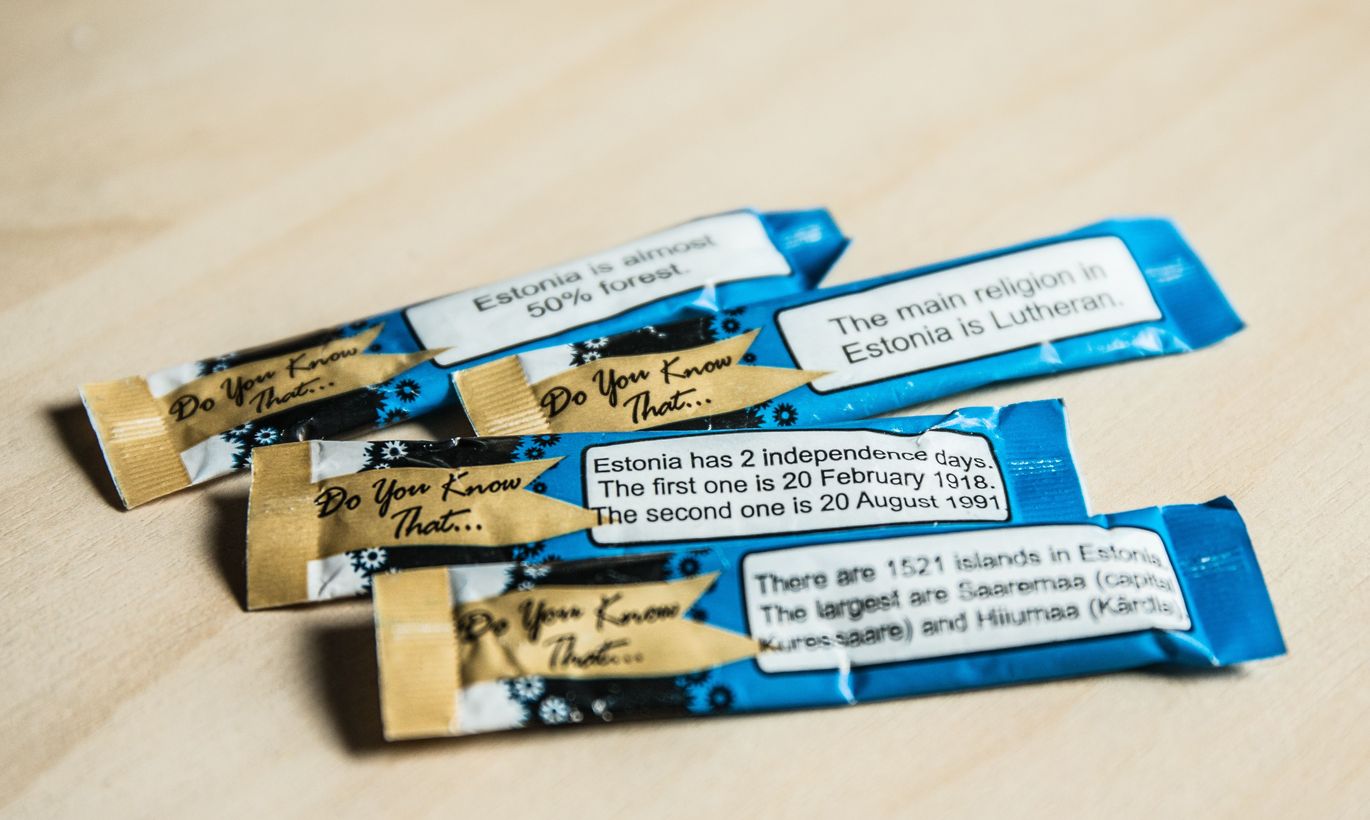 Do You Know
That...
Estonia is almost
50% forest.
Do You Know
That...
The main religion in
Estonia is Lutheran.
Do You Know
That...
Estonia has 2 independence days.
The first one is 20 February 1918.
The second one is 20 August 1991
Do You Know
That...
There are 1521 islands in Estonia.
The largest are Saaremaa (capital
Kuressaare) and Hiiumaa (Kärdla).